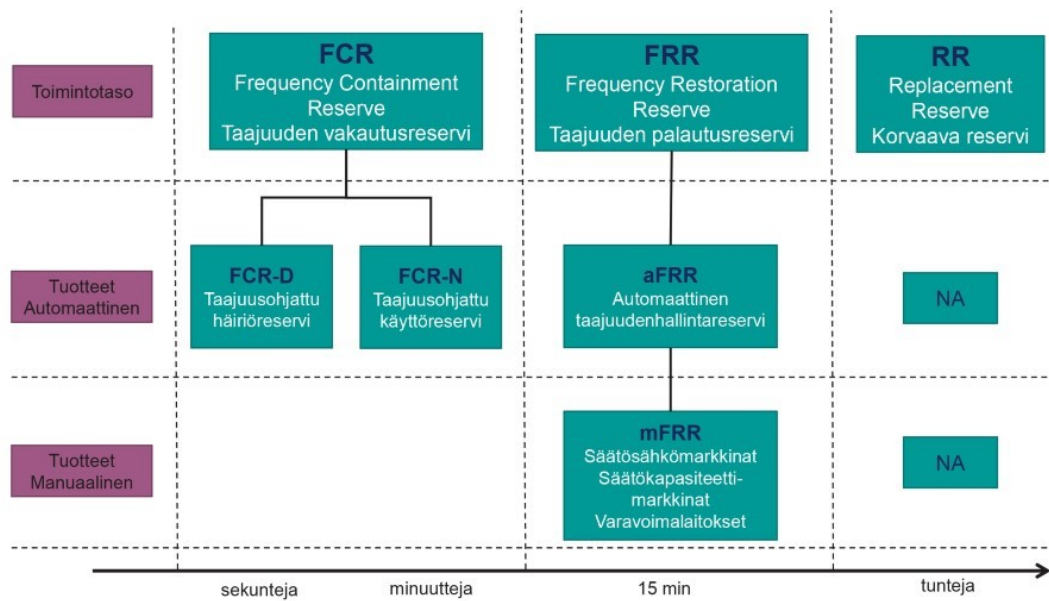 Toimintotaso
FCR
Frequency Containment
Reserve
Taajuuden vakautusreservi
FRR
Frequency Restoration
Reserve
Taajuuden palautusreservi
RR
Replacement
Reserve
Korvaava reservi
Tuotteet
Automaattinen
FCR-D
Taajuusohjattu
häiriöreservi
FCR-N
Taajuusohjattu
käyttöreservi
aFRR
Automaattinen
taajuudenhallintareservi
NA
Tuotteet
Manuaalinen
mFRR
Säätösähkömarkkinat
Säätökapasiteetti-
markkinat
Varavoimalaitokset
NA
sekunteja
minuutteja
15 min
tunteja